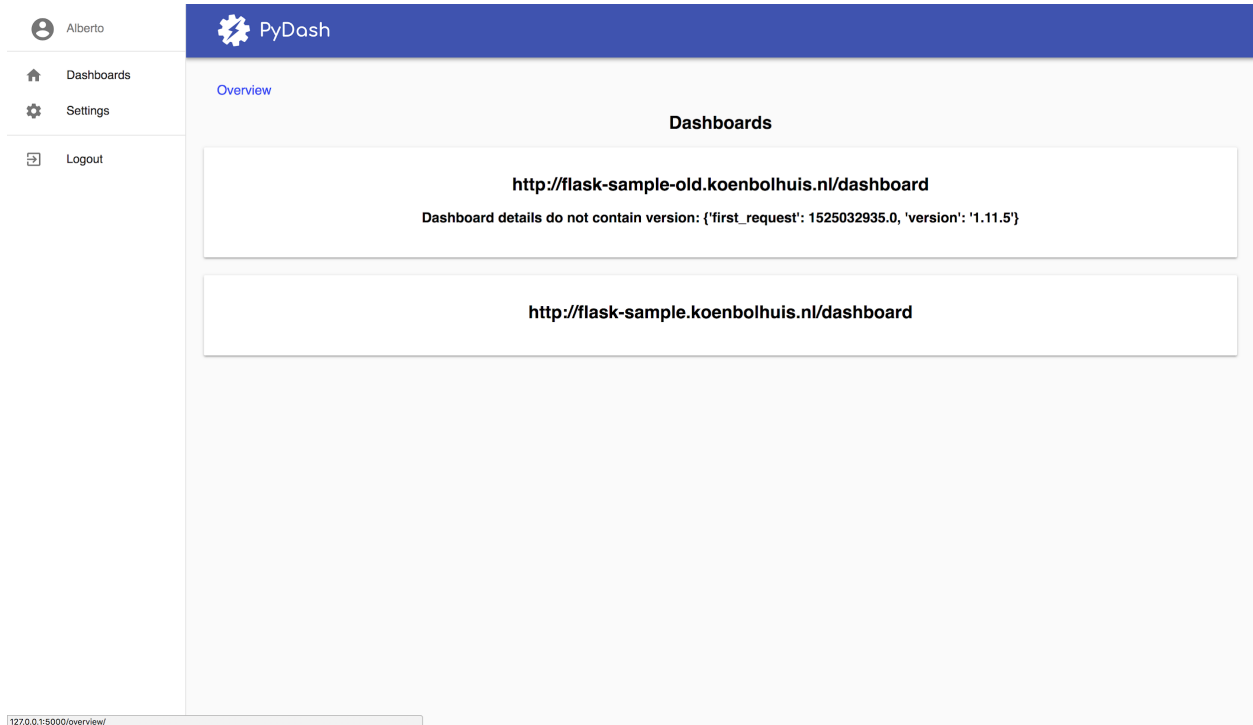 Alberto
PyDash
Dashboards
Settings
Logout
Overview
Dashboards
http://flask-sample-old.koenbolhuis.nl/dashboard
Dashboard details do not contain version: {'first_request': 1525032935.0, 'version': '1.11.5'}
http://flask-sample.koenbolhuis.nl/dashboard
127.0.0.1:5000/overview/